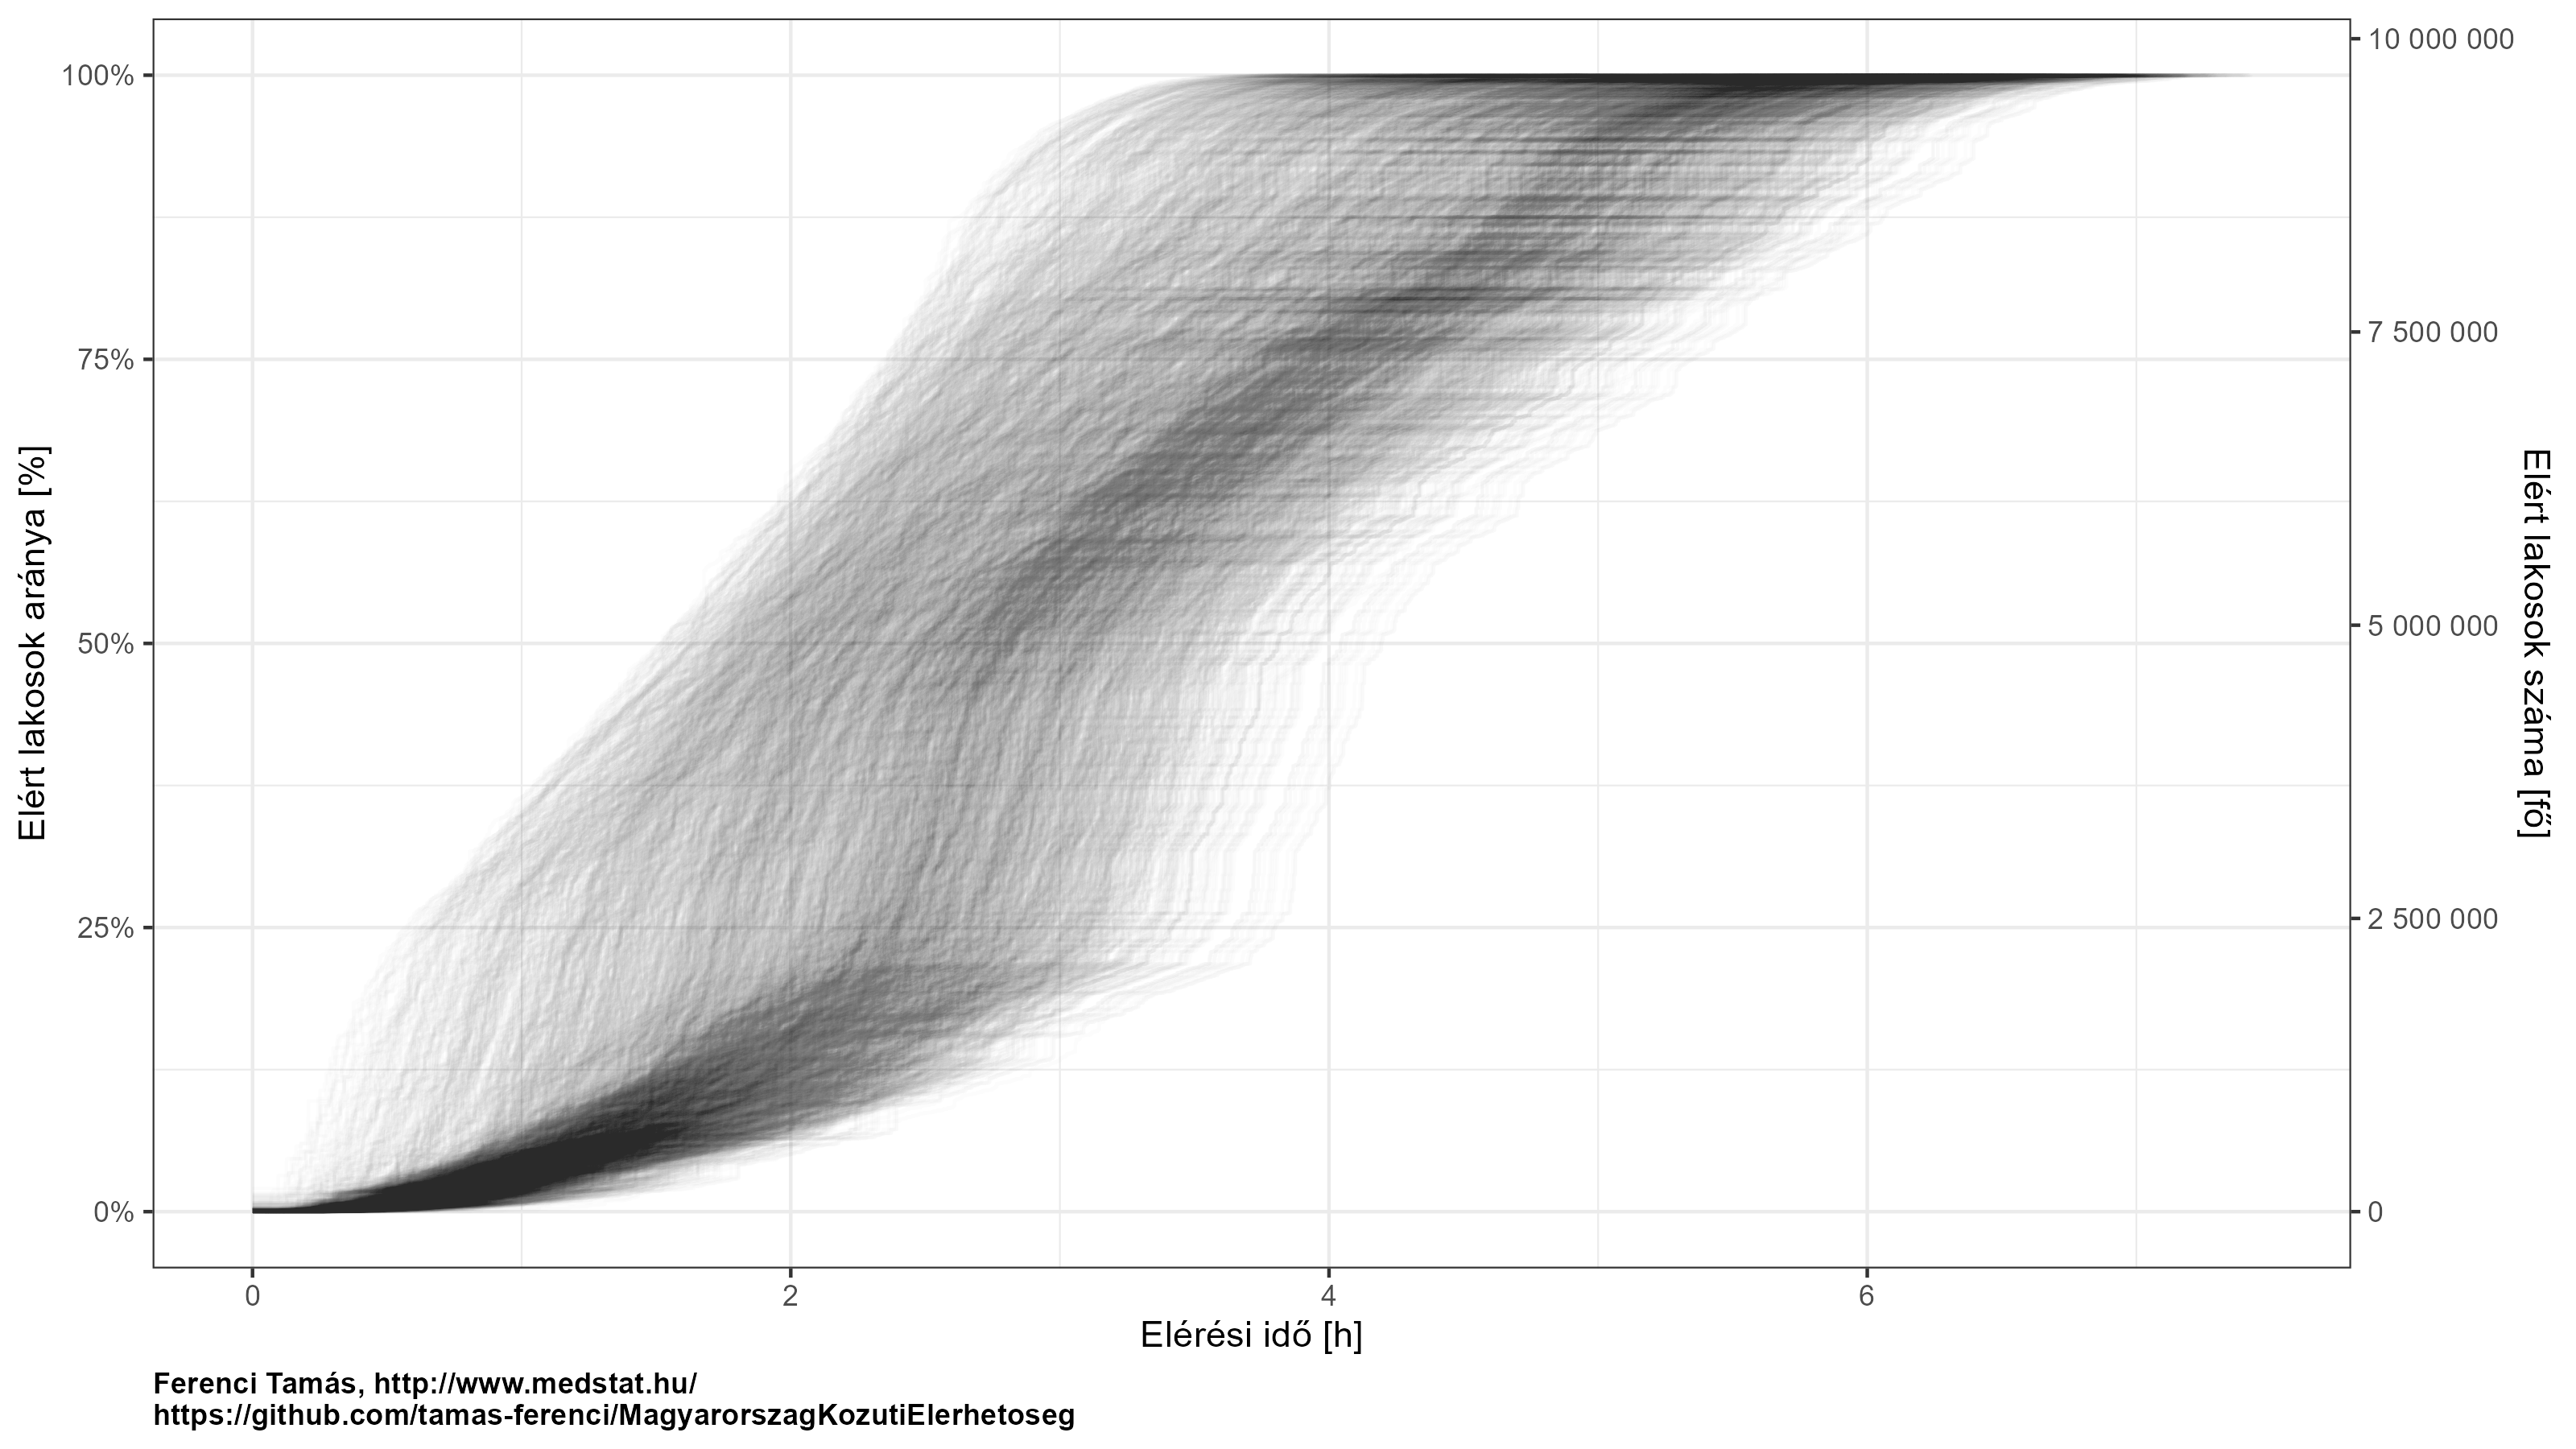 100%
75%
50%
25%
0%
Elért lakosok aránya [%]
10 000 000
7 500 000
5 000 000
2 500 000
0
Elért lakosok száma [fő]
0 2 4 6
Elérési idő [h]
Ferenci Tamás, http://www.medstat.hu/
https://github.com/tamas-ferenci/MagyarorszagKozutiElerhetoseg